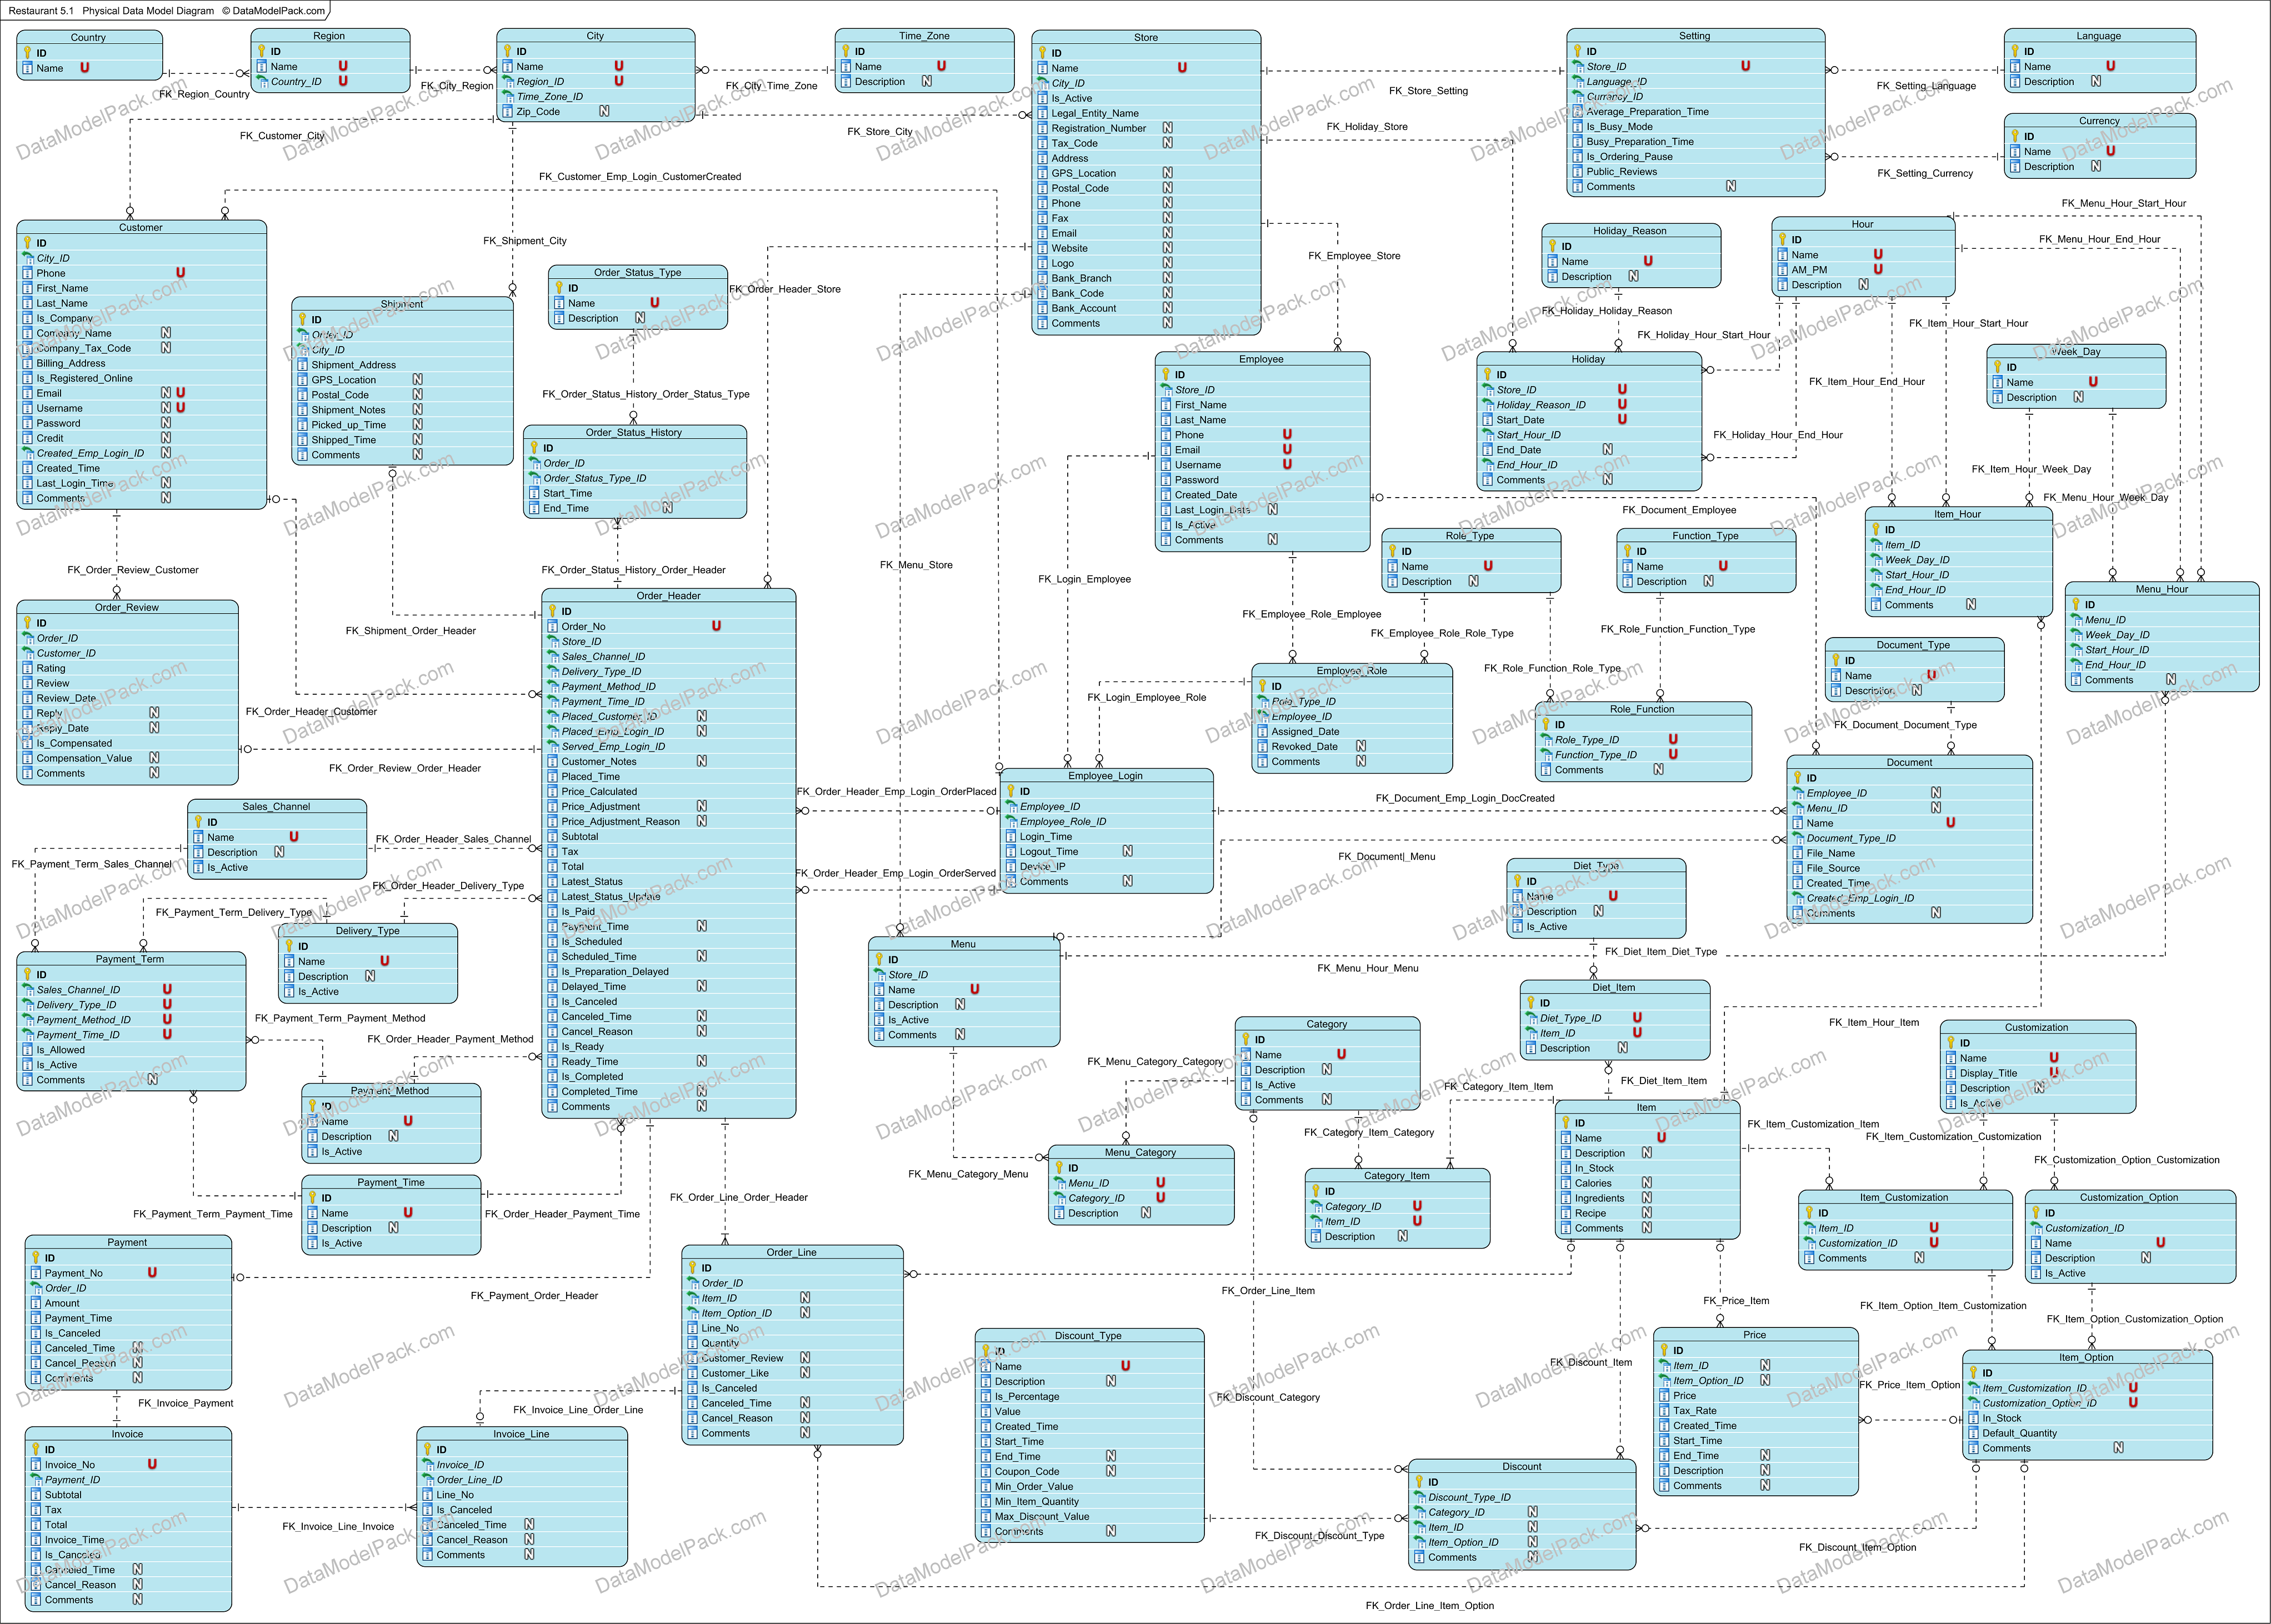 Restaurant 5.1   Physical Data Model Diagram   © DataModelPack.com
Country
ID
Name U
FK_Region_Country
Region
ID
Name U
Country_ID U
FK_City_Region
City
ID
Name U
Region_ID U
Time_Zone_ID
Zip_Code N
FK_City_Time_Zone
Time_Zone
ID
Name U
Description N
FK_Customer_City
FK_Store_City
FK_Customer_Emp_Login_CustomerCreated
FK_Shipment_City
Store
ID
Name U
City_ID
Is_Active
Legal_Entity_Name
Registration_Number N
Tax_Code N
Address
GPS_Location N
Postal_Code N
Phone N
Fax N
Email N
Website N
Logo N
Bank_Branch N
Bank_Code N
Bank_Account N
Comments N
FK_Store_Setting
FK_Holiday_Store
FK_Employee_Store
Setting
ID
Store_ID U
Language_ID
Currency_ID
Average_Preparation_Time
Is_Busy_Mode
Busy_Preparation_Time
Is_Ordering_Pause
Public_Reviews
Comments N
FK_Setting_Language
FK_Setting_Currency
Language
ID
Name U
Description N
Currency
ID
Name U
Description N
Customer
ID
City_ID
Phone U
First_Name
Last_Name
Is_Company
Company_Name N
Company_Tax_Code N
Billing_Address
Is_Registered_Online
Email N U
Username N U
Password N
Credit N
Created_Emp_Login_ID N
Created_Time
Last_Login_Time N
Comments N
Shipment
ID
Order_ID
City_ID
Shipment_Address
GPS_Location N
Postal_Code N
Shipment_Notes N
Picked_up_Time N
Shipped_Time N
Comments N
Order_Status_Type
ID
Name U
Description N
FK_Order_Header_Store
FK_Order_Status_History_Order_Status_Type
Order_Status_History
ID
Order_ID
Order_Status_Type_ID
Start_Time
End_Time N
FK_Order_Status_History_Order_Header
Holiday_Reason
ID
Name U
Description N
FK_Holiday_Holiday_Reason
FK_Holiday_Hour_Start_Hour
FK_Holiday_Hour_End_Hour
Hour
ID
Name U
AM_PM U
Description N
FK_Menu_Hour_Start_Hour
FK_Menu_Hour_End_Hour
FK_Item_Hour_Start_Hour
FK_Item_Hour_End_Hour
Week_Day
ID
Name U
Description N
FK_Item_Hour_Week_Day
FK_Menu_Hour_Week_Day
Employee
ID
Store_ID
First_Name
Last_Name
Phone U
Email U
Username U
Password
Created_Date
Last_Login_Date N
Is_Active
Comments N
Holiday
ID
Store_ID U
Holiday_Reason_ID U
Start_Date U
Start_Hour_ID
End_Date N
End_Hour_ID
Comments N
FK_Document_Employee
Item_Hour
ID
Item_ID
Week_Day_ID
Start_Hour_ID
End_Hour_ID
Comments N
Menu_Hour
ID
Menu_ID
Week_Day_ID
Start_Hour_ID
End_Hour_ID
Comments N
Role_Type
ID
Name U
Description N
Function_Type
ID
Name U
Description N
FK_Menu_Store
FK_Login_Employee
FK_Employee_Role_Employee
FK_Employee_Role_Role_Type
FK_Role_Function_Function_Type
FK_Role_Function_Role_Type
FK_Login_Employee_Role
Employee_Role
ID
Role_Type_ID
Employee_ID
Assigned_Date
Revoked_Date N
Comments N
Role_Function
ID
Role_Type_ID U
Function_Type_ID U
Comments N
Document_Type
ID
Name U
Description N
FK_Document_Document_Type
Document
ID
Employee_ID N
Menu_ID N
Name U
Document_Type_ID
File_Name
File_Source
Created_Time
Created_Emp_Login_ID
Comments N
FK_Order_Review_Customer
FK_Shipment_Order_Header
Order_Review
ID
Order_ID
Customer_ID
Rating
Review
Review_Date
Reply N
Reply_Date N
Is_Compensated
Compensation_Value N
Comments N
FK_Order_Header_Customer
FK_Order_Review_Order_Header
Order_Header
ID
Order_No U
Store_ID
Sales_Channel_ID
Delivery_Type_ID
Payment_Method_ID
Payment_Time_ID
Placed_Customer_ID N
Placed_Emp_Login_ID N
Served_Emp_Login_ID
Customer_Notes N
Placed_Time
Price_Calculated
Price_Adjustment N
Price_Adjustment_Reason N
Subtotal
Tax
Total
Latest_Status
Latest_Status_Update
Is_Paid
Payment_Time N
Is_Scheduled
Scheduled_Time N
Is_Preparation_Delayed
Delayed_Time N
Is_Canceled
Canceled_Time N
Cancel_Reason N
Is_Ready
Ready_Time N
Is_Completed
Completed_Time N
Comments N
Employee_Login
ID
Employee_ID
Employee_Role_ID
Login_Time
Logout_Time N
Device_IP
Comments N
FK_Order_Header_Emp_Login_OrderPlaced
FK_Order_Header_Emp_Login_OrderServed
FK_Document_Emp_Login_DocCreated
FK_Document_Menu
Sales_Channel
ID
Name U
Description N
Is_Active
FK_Order_Header_Sales_Channel
FK_Payment_Term_Sales_Channel
FK_Order_Header_Delivery_Type
FK_Payment_Term_Delivery_Type
Delivery_Type
ID
Name U
Description N
Is_Active
Payment_Term
ID
Sales_Channel_ID U
Delivery_Type_ID U
Payment_Method_ID U
Payment_Time_ID U
Is_Allowed
Is_Active
Comments N
FK_Payment_Term_Payment_Method
FK_Order_Header_Payment_Method
Payment_Method
ID
Name U
Description N
Is_Active
Payment_Time
ID
Name U
Description N
Is_Active
FK_Payment_Term_Payment_Time
FK_Order_Header_Payment_Time
FK_Order_Line_Order_Header
FK_Payment_Order_Header
Menu
ID
Store_ID
Name U
Description N
Is_Active
Comments N
FK_Menu_Hour_Menu
Diet_Type
ID
Name U
Description N
Is_Active
FK_Diet_Item_Diet_Type
Diet_Item
ID
Diet_Type_ID U
Item_ID U
Description N
FK_Diet_Item_Item
FK_Item_Hour_Item
Category
ID
Name U
Description N
Is_Active
Comments N
FK_Menu_Category_Category
FK_Category_Item_Item
FK_Category_Item_Category
FK_Menu_Category_Menu
Menu_Category
ID
Menu_ID U
Category_ID U
Description N
Category_Item
ID
Category_ID U
Item_ID U
Description N
Item
ID
Name U
Description N
In_Stock
Calories N
Ingredients N
Recipe N
Comments N
Customization
ID
Name U
Display_Title U
Description N
Is_Active
FK_Item_Customization_Item
FK_Item_Customization_Customization
FK_Customization_Option_Customization
Item_Customization
ID
Item_ID U
Customization_ID U
Comments N
Customization_Option
ID
Customization_ID
Name U
Description N
Is_Active
FK_Item_Option_Item_Customization
FK_Item_Option_Customization_Option
Payment
ID
Payment_No U
Order_ID
Amount
Payment_Time
Is_Canceled
Canceled_Time N
Cancel_Reason N
Comments N
FK_Invoice_Payment
Invoice
ID
Invoice_No U
Payment_ID
Subtotal
Tax
Total
Invoice_Time
Is_Canceled
Canceled_Time N
Cancel_Reason N
Comments N
FK_Invoice_Line_Invoice
Invoice_Line
ID
Invoice_ID
Order_Line_ID
Line_No
Is_Canceled
Canceled_Time N
Cancel_Reason N
Comments N
FK_Invoice_Line_Order_Line
Order_Line
ID
Order_ID
Item_ID N
Item_Option_ID N
Line_No
Quantity
Customer_Review N
Customer_Like N
Is_Canceled
Canceled_Time N
Cancel_Reason N
Comments N
FK_Order_Line_Item
Discount_Type
ID
Name U
Description N
Is_Percentage
Value
Created_Time
Start_Time
End_Time N
Coupon_Code N
Min_Order_Value
Min_Item_Quantity
Max_Discount_Value
Comments N
FK_Discount_Category
FK_Discount_Discount_Type
FK_Discount_Item
Discount
ID
Discount_Type_ID
Category_ID N
Item_ID N
Item_Option_ID N
Comments N
FK_Price_Item
Price
ID
Item_ID N
Item_Option_ID N
Price
Tax_Rate
Created_Time
Start_Time
End_Time N
Description N
Comments N
FK_Price_Item_Option
Item_Option
ID
Item_Customization_ID U
Customization_Option_ID U
In_Stock
Default_Quantity
Comments N
FK_Discount_Item_Option
FK_Order_Line_Item_Option
DataModelPack.com